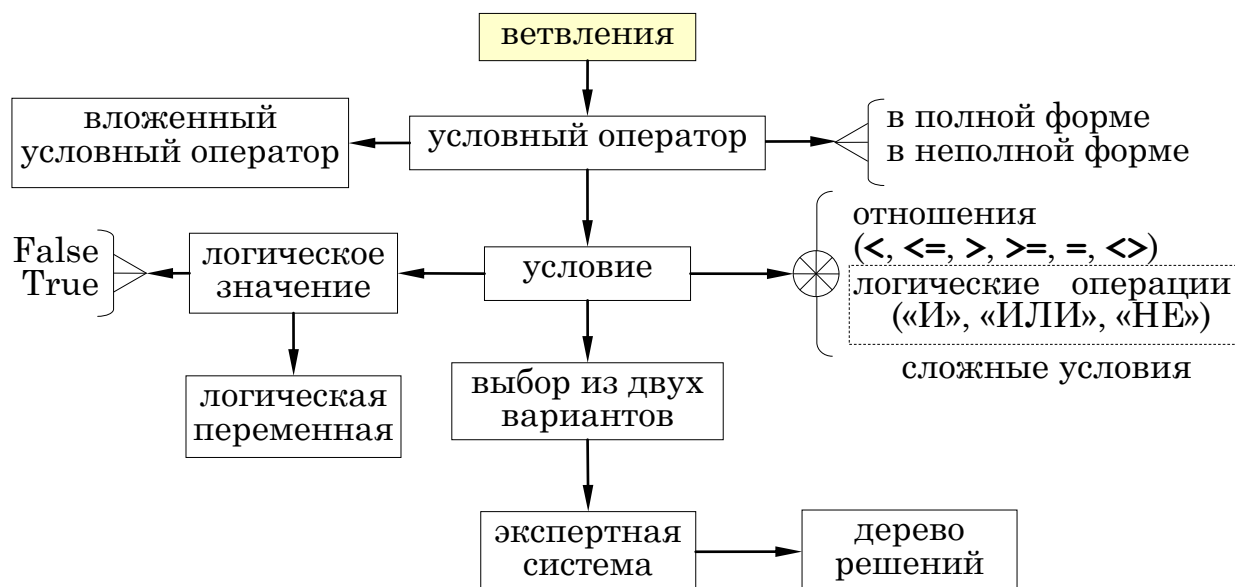 ветвления
вложенный
условный оператор
условный оператор
в полной форме
в неполной форме
False
True
логическое
значение
условие
отношения
(<, <=, >, >=, =, <>)
логические операции
(«И», «ИЛИ», «НЕ»)
сложные условия
логическая
переменная
выбор из двух
вариантов
экспертная
система
дерево
решений